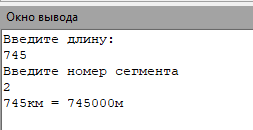 Окно вывода
Введите длину:
745
Введите номер сегмента
2
745км = 745000м